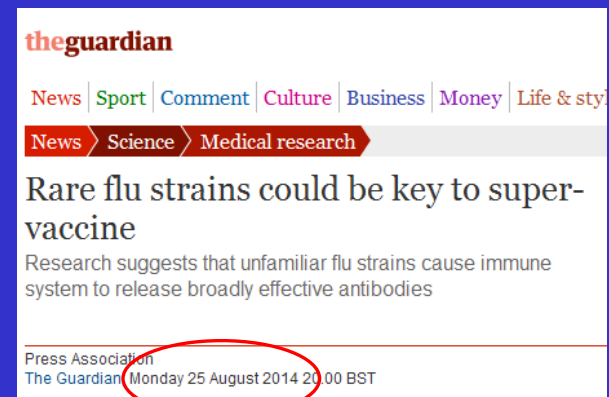 theguardian
News Sport Comment Culture Business Money Life & styl
News Science Medical research
Rare flu strains could be key to super-
vaccine
Research suggests that unfamiliar flu strains cause immune
system to release broadly effective antibodies
Press Association
The Guardian, Monday 25 August 2014 20.00 BST